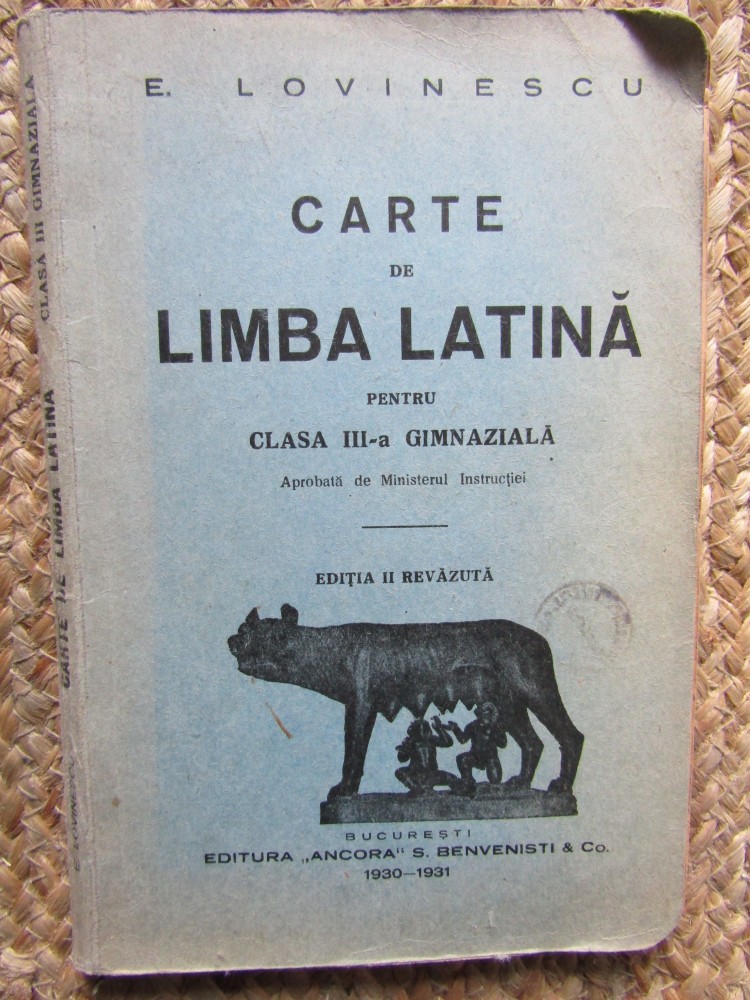 E. LOVINESCU
CARTE
DE
LIMBA LATINĂ
PENTRU
CLASA III-a GIMNAZIALĂ
Aprobată de Ministerul Instrucției
EDIȚIA II REVĂZUTĂ
BUCUREȘTI
EDITURA „ANCORA“ S. BENVENISTI & Co.
1930—1931
E. LOVINESCU CARTE DE LIMBA LATINA CLASA III GIMNAZIALA